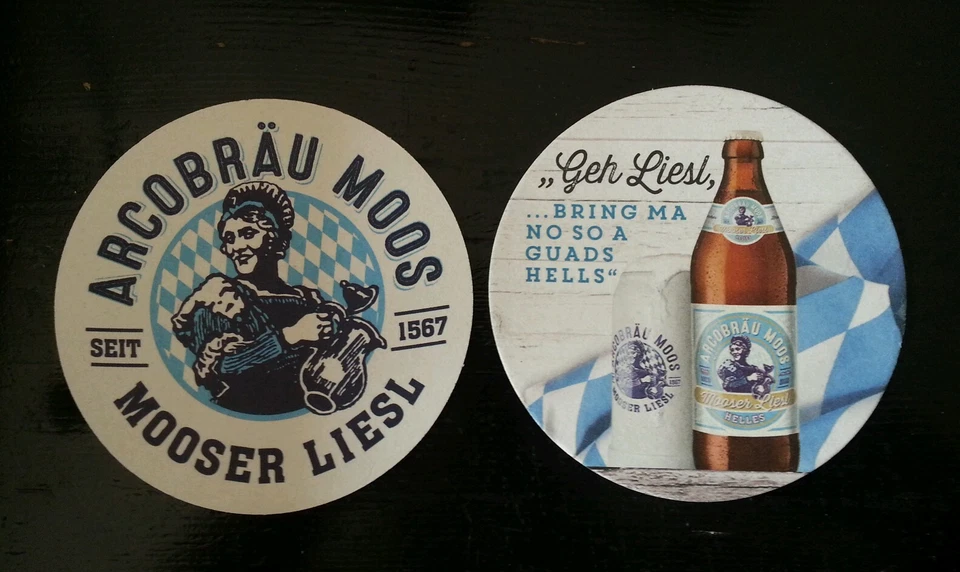 ARCOBRÄU MOOS
SEIT 1567
MOOSER LIESL
„Geh Liesl,
...BRING MA
NO SO A
GUADS
HELLS“
ARCOBRÄU MOOS
MOOSER LIESL
ARCOBRÄU MOOS
Mooser Liesl
HELLES